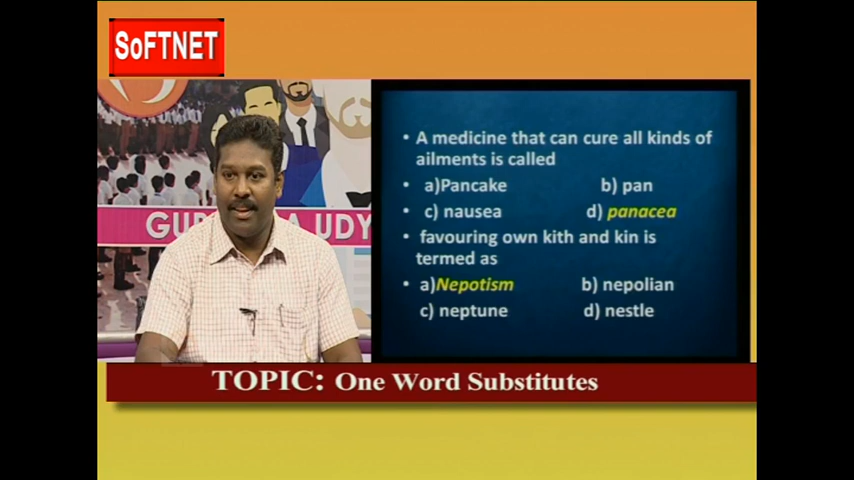 SoFTNET
• A medicine that can cure all kinds of
ailments is called
• a)Pancake b) pan
• c) nausea d) panacea
• favouring own kith and kin is
termed as
• a)Nepotism b) nepolian
c) neptune d) nestle
TOPIC: One Word Substitutes